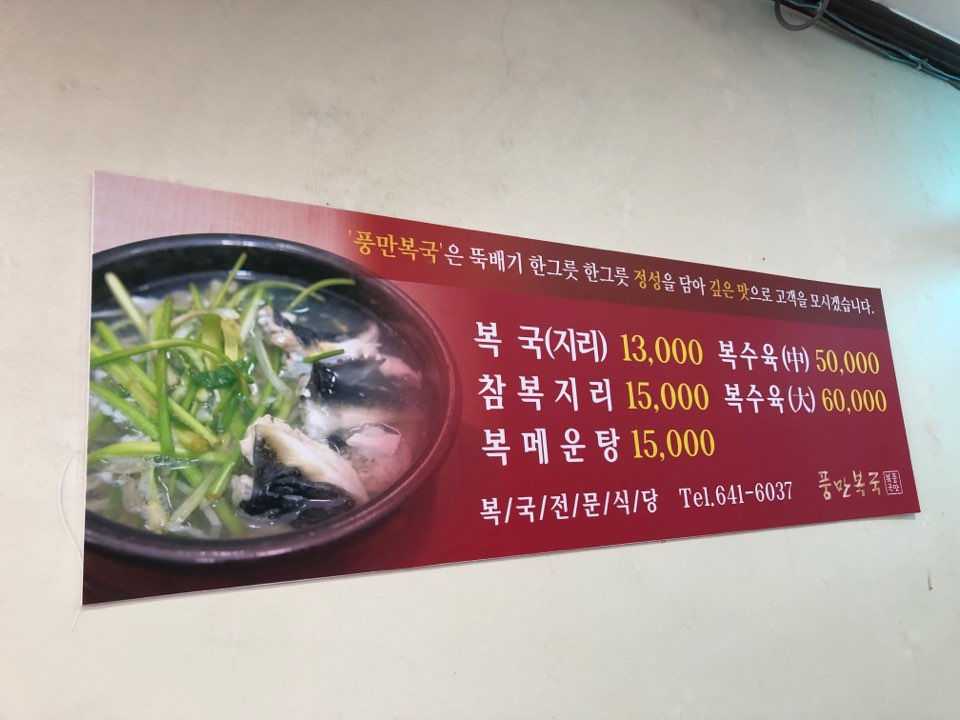 '풍만복국'은 뚝배기 한그릇 한그릇 정성을 담아 깊은 맛으로 고객을 모시겠습니다.
복 국(지리) 13,000 복수육(中) 50,000
참복지리 15,000 복수육(大) 60,000
복메운탕 15,000
복/국/전/문/식/당 Tel.641-6037 풍만복국